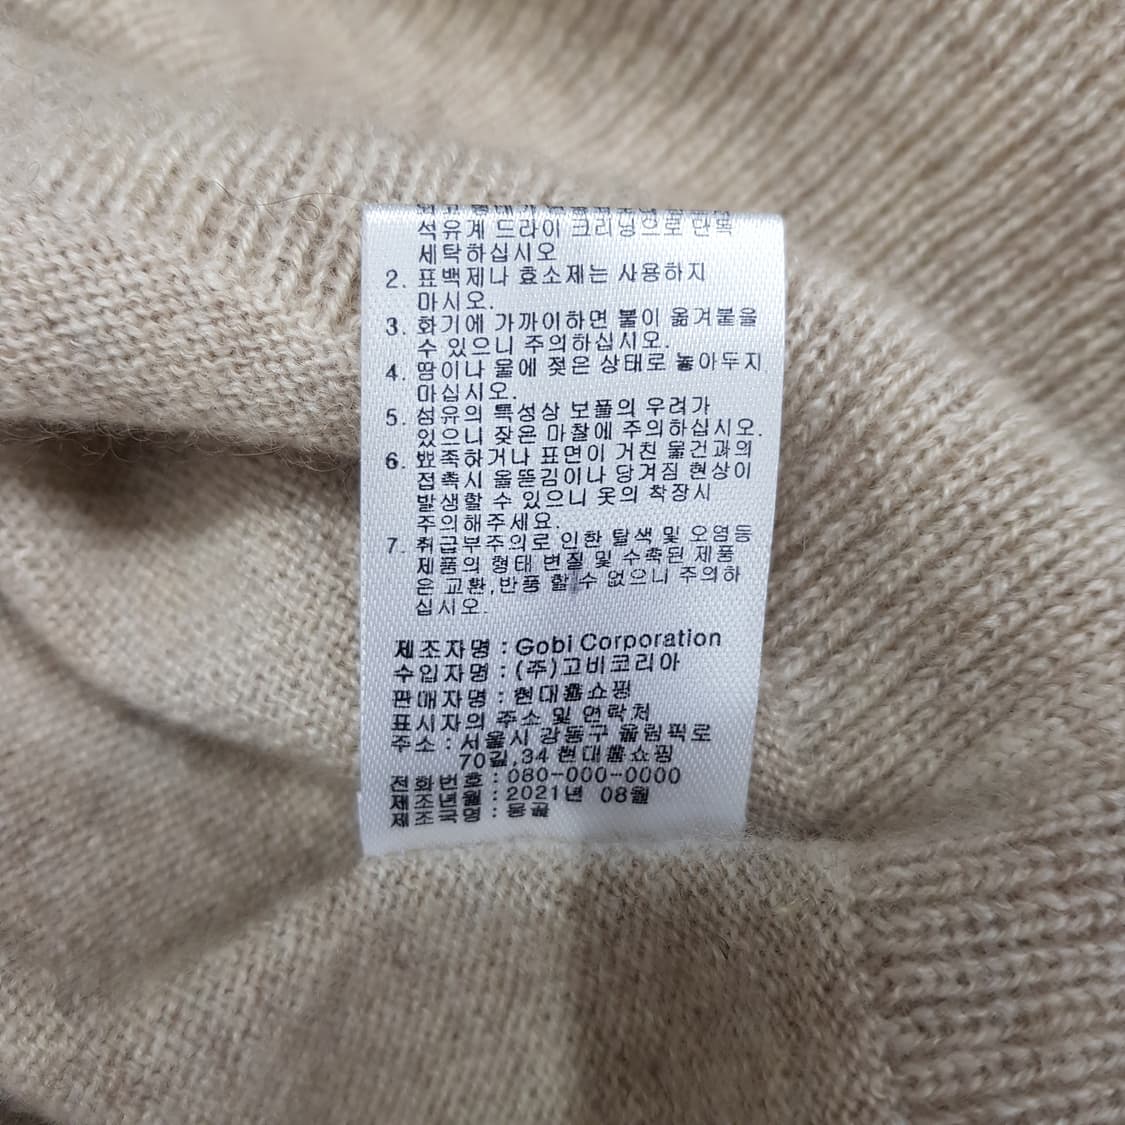 석유계 드라이 크리닝으로 단독
세탁하십시오
2. 표백제나 효소제는 사용하지
마시오.
3. 화기에 가까이하면 불이 옮겨붙을
수 있으니 주의하십시오.
4. 땀이나 물에 젖은 상태로 놓아두지
마십시오.
5. 섬유의 특성상 보풀의 우려가
있으니 잦은 마찰에 주의하십시오.
6. 뾰족하거나 표면이 거친 물건과의
접촉시 올뜯김이나 당겨짐 현상이
발생할 수 있으니 옷의 착장시
주의해주세요.
7. 취급부주의로 인한 탈색 및 오염등
제품의 형태 변질 및 수축된 제품
은 교환,반품 할 수 없으니 주의하
십시오.
제조자명 : Gobi Corporation
수입자명 : (주)고비코리아
판매자명 : 현대홈쇼핑
표시자의 주소 및 연락처
주소 : 서울시 강동구 올림픽로
70길,34 현대홈쇼핑
전화번호 : 080-000-0000
제조년월 : 2021년 08월
제조국명 : 몽골